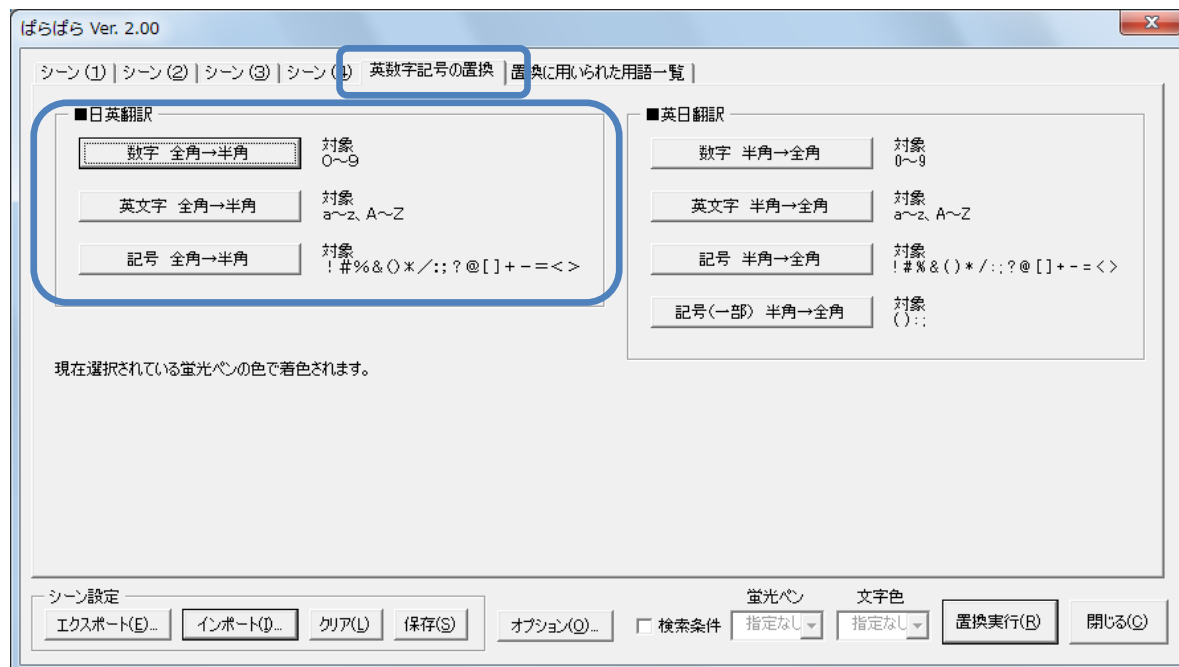 ぱらぱら Ver. 2.00
シーン(1) シーン(2) シーン(3) シーン(4) 英数字記号の置換 置換に用いられた用語一覧
■日英翻訳
数字 全角→半角
対象
０～９
英文字 全角→半角
対象
ａ～ｚ、Ａ～Ｚ
記号 全角→半角
対象
！＃％＆（）＊／：；？＠［］＋－＝＜＞
■英日翻訳
数字 半角→全角
対象
0～9
英文字 半角→全角
対象
a～z、A～Z
記号 半角→全角
対象
!#%&()*/:;?@[]+-=<>
記号(一部) 半角→全角
対象
():;
現在選択されている蛍光ペンの色で着色されます。
シーン設定
エクスポート(E)... インポート(I)... クリア(L) 保存(S)
オプション(O)...
検索条件
蛍光ペン
指定なし
文字色
指定なし
置換実行(R)
閉じる(C)